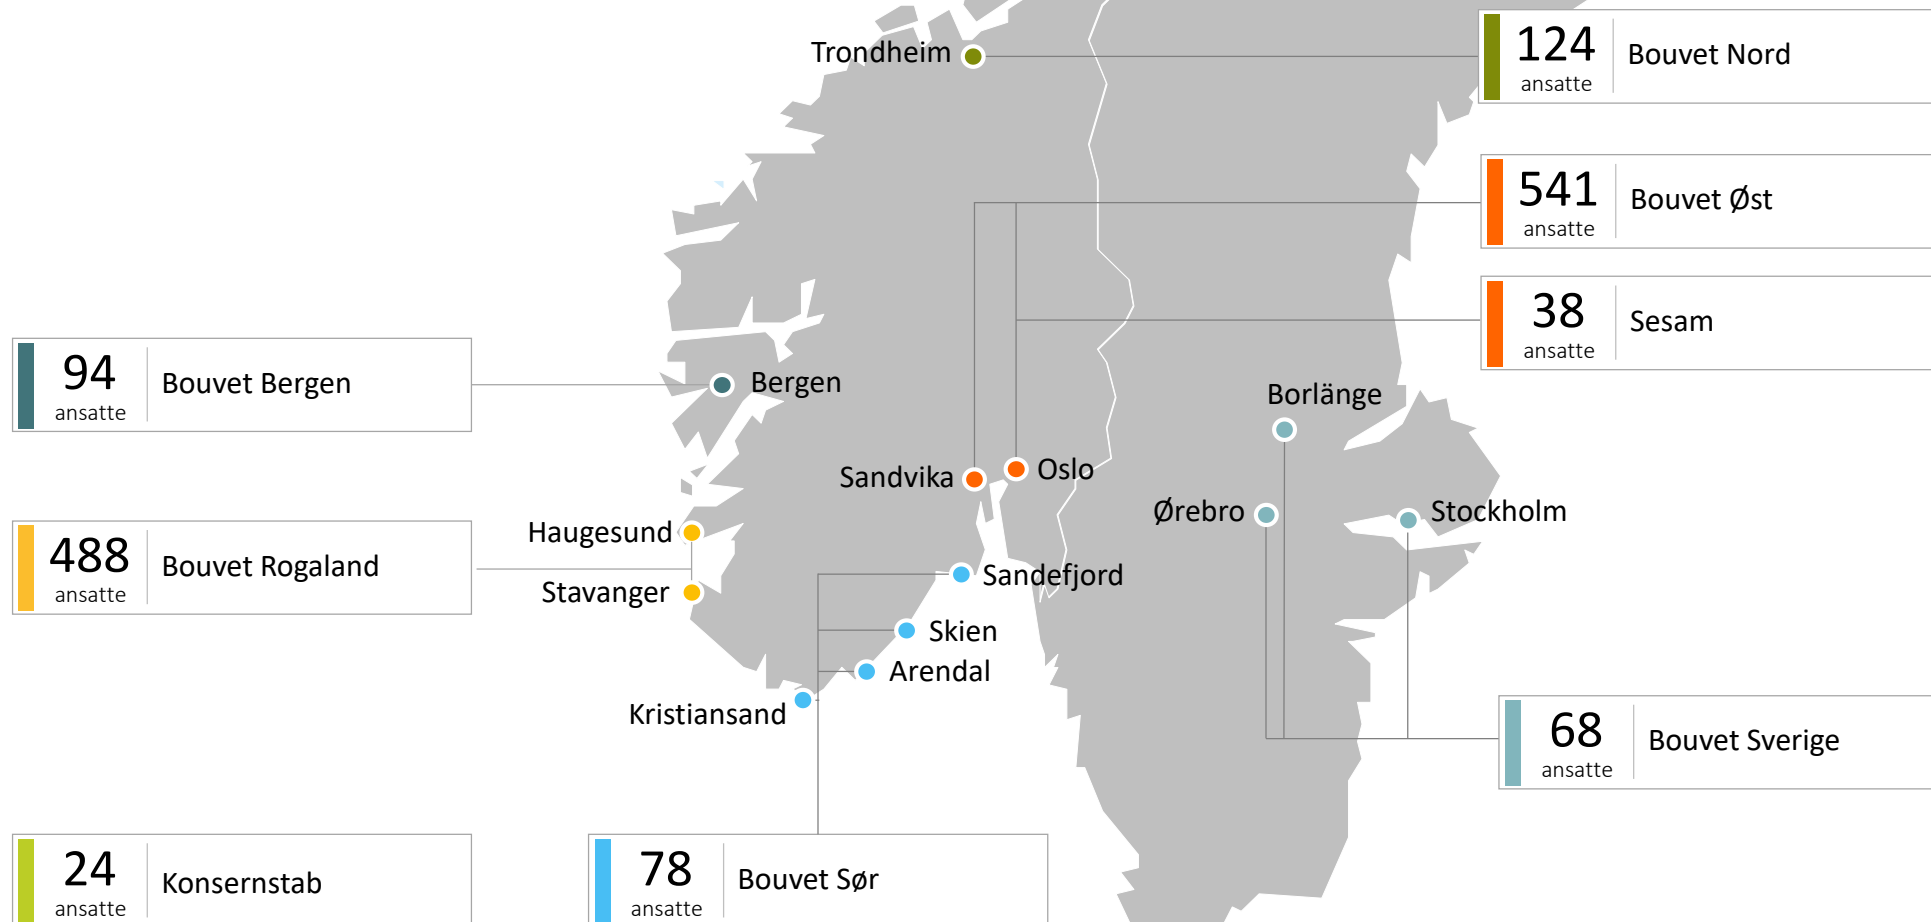 Trondheim
124
ansatte
Bouvet Nord
541
ansatte
Bouvet Øst
38
ansatte
Sesam
94
ansatte
Bouvet Bergen
Bergen
Borlänge
Sandvika
Oslo
Ørebro
Stockholm
Haugesund
488
ansatte
Bouvet Rogaland
Stavanger
Sandefjord
Skien
Arendal
Kristiansand
68
ansatte
Bouvet Sverige
24
ansatte
Konsernstab
78
ansatte
Bouvet Sør